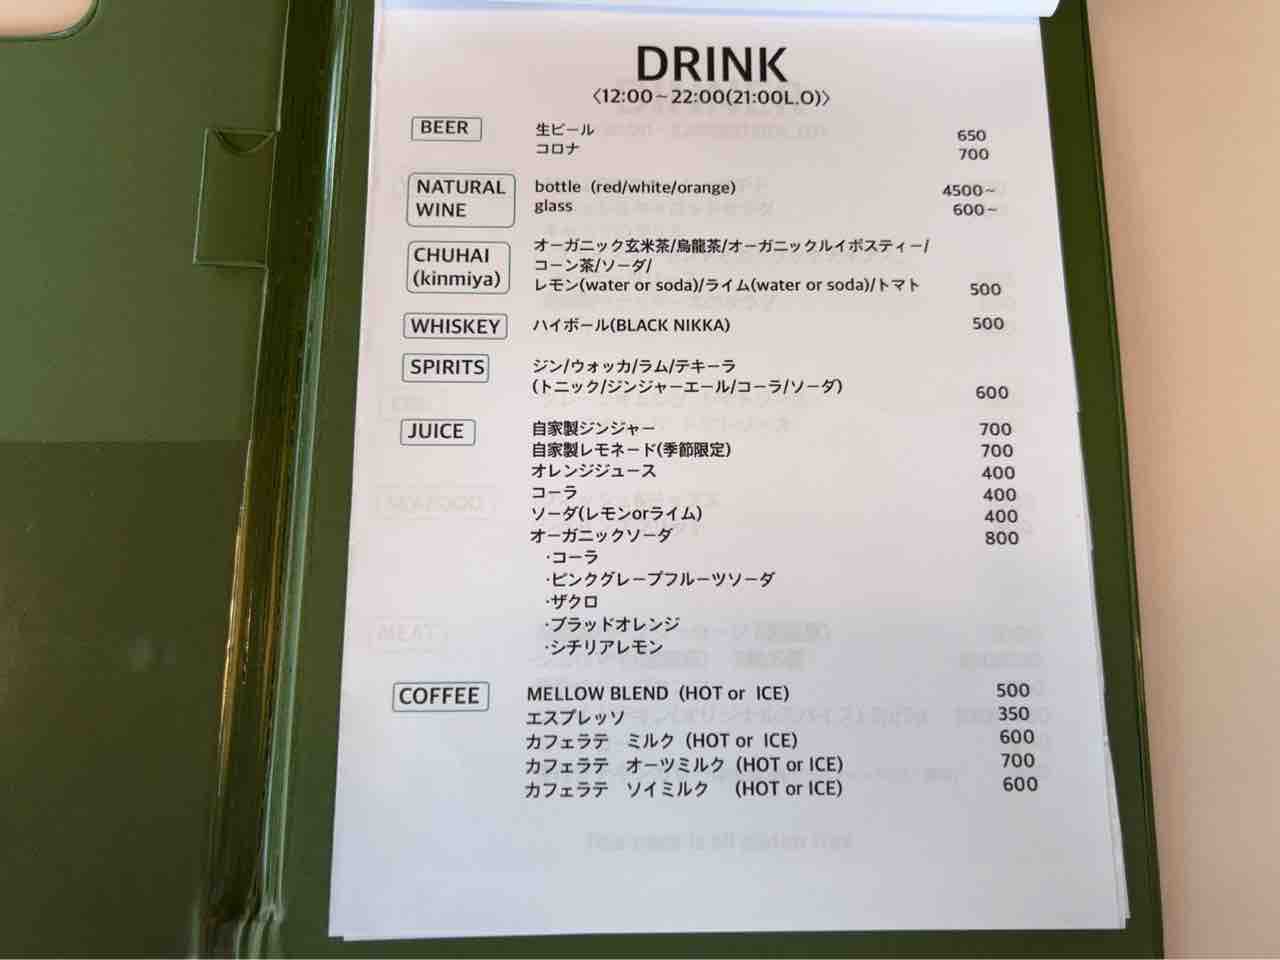 DRINK
〈12:00~22:00(21:00L.O)〉
BEER 生ビール 650
コロナ 700
NATURAL WINE bottle (red/white/orange) 4500~
glass 600~
CHUHAI (kinmiya) オーガニック玄米茶/烏龍茶/オーガニックルイボスティー/
コーン茶/ソーダ/
レモン(water or soda)/ライム(water or soda)/トマト 500
WHISKEY ハイボール(BLACK NIKKA) 500
SPIRITS ジン/ウォッカ/ラム/テキーラ
(トニック/ジンジャーエール/コーラ/ソーダ) 600
JUICE 自家製ジンジャー 700
自家製レモネード(季節限定) 700
オレンジジュース 400
コーラ 400
ソーダ(レモンorライム) 400
オーガニックソーダ 800
・コーラ
・ピンクグレープフルーツソーダ
・ザクロ
・ブラッドオレンジ
・シチリアレモン
COFFEE MELLOW BLEND (HOT or ICE) 500
エスプレッソ 350
カフェラテ ミルク (HOT or ICE) 600
カフェラテ オーツミルク (HOT or ICE) 700
カフェラテ ソイミルク (HOT or ICE) 600